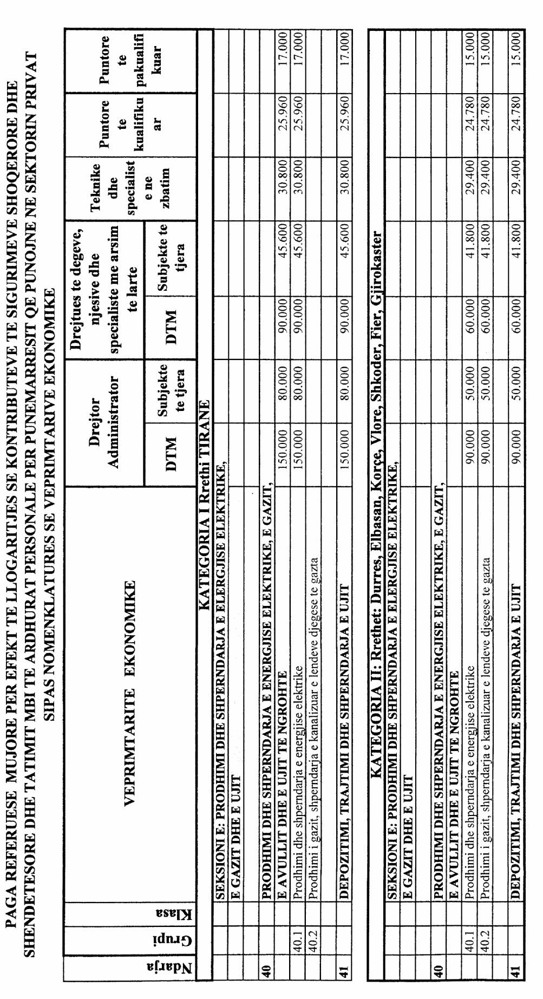 PAGA REFERUESE MUJORE PER EFEKT TE LLOGARITJES SE KONTRIBUTEVE TE SIGURIMEVE SHOQERORE DHE
SHENDETESORE DHE TATIMIT MBI TE ARDHURAT PERSONALE PER PUNEMARRESIT QE PUNOJNE NE SEKTORIN PRIVAT
SIPAS NOMENKLATURES SE VEPRIMTARIVE EKONOMIKE
Ndarja
Grupi
Klasa
VEPRIMTARITE EKONOMIKE
Drejtor
Administrator
DTM
Subjekte
te tjera
Drejtues te degeve,
njesive dhe
specialiste me arsim
te larte
DTM
Subjekte te
tjera
Teknike
dhe
specialist
e ne
zbatim
Puntore
te
kualifiku
ar
Puntore
te
pakualifi
kuar
KATEGORIA I Rrethi TIRANE
SEKSIONI E: PRODHIMI DHE SHPERNDARJA E ELERGJISE ELEKTRIKE,
E GAZIT DHE E UJIT
40 PRODHIMI DHE SHPERNDARJA E ENERGJISE ELEKTRIKE, E GAZIT,
E AVULLIT DHE E UJIT TE NGROHTE 150.000 80.000 90.000 45.600 30.800 25.960 17.000
40.1 Prodhimi dhe shperndarja e energjise elektrike 150.000 80.000 90.000 45.600 30.800 25.960 17.000
40.2 Prodhimi i gazit, shperndarja e kanalizuar e lendeve djegese te gazta
41 DEPOZITIMI, TRAJTIMI DHE SHPERNDARJA E UJIT 150.000 80.000 90.000 45.600 30.800 25.960 17.000
KATEGORIA II: Rrethet: Durres, Elbasan, Korçe, Vlore, Shkoder, Fier, Gjirokaster
SEKSIONI E: PRODHIMI DHE SHPERNDARJA E ELERGJISE ELEKTRIKE,
E GAZIT DHE E UJIT
40 PRODHIMI DHE SHPERNDARJA E ENERGJISE ELEKTRIKE, E GAZIT,
E AVULLIT DHE E UJIT TE NGROHTE
40.1 Prodhimi dhe shperndarja e energjise elektrike 90.000 50.000 60.000 41.800 29.400 24.780 15.000
40.2 Prodhimi i gazit, shperndarja e kanalizuar e lendeve djegese te gazta 90.000 50.000 60.000 41.800 29.400 24.780 15.000
41 DEPOZITIMI, TRAJTIMI DHE SHPERNDARJA E UJIT 90.000 50.000 60.000 41.800 29.400 24.780 15.000